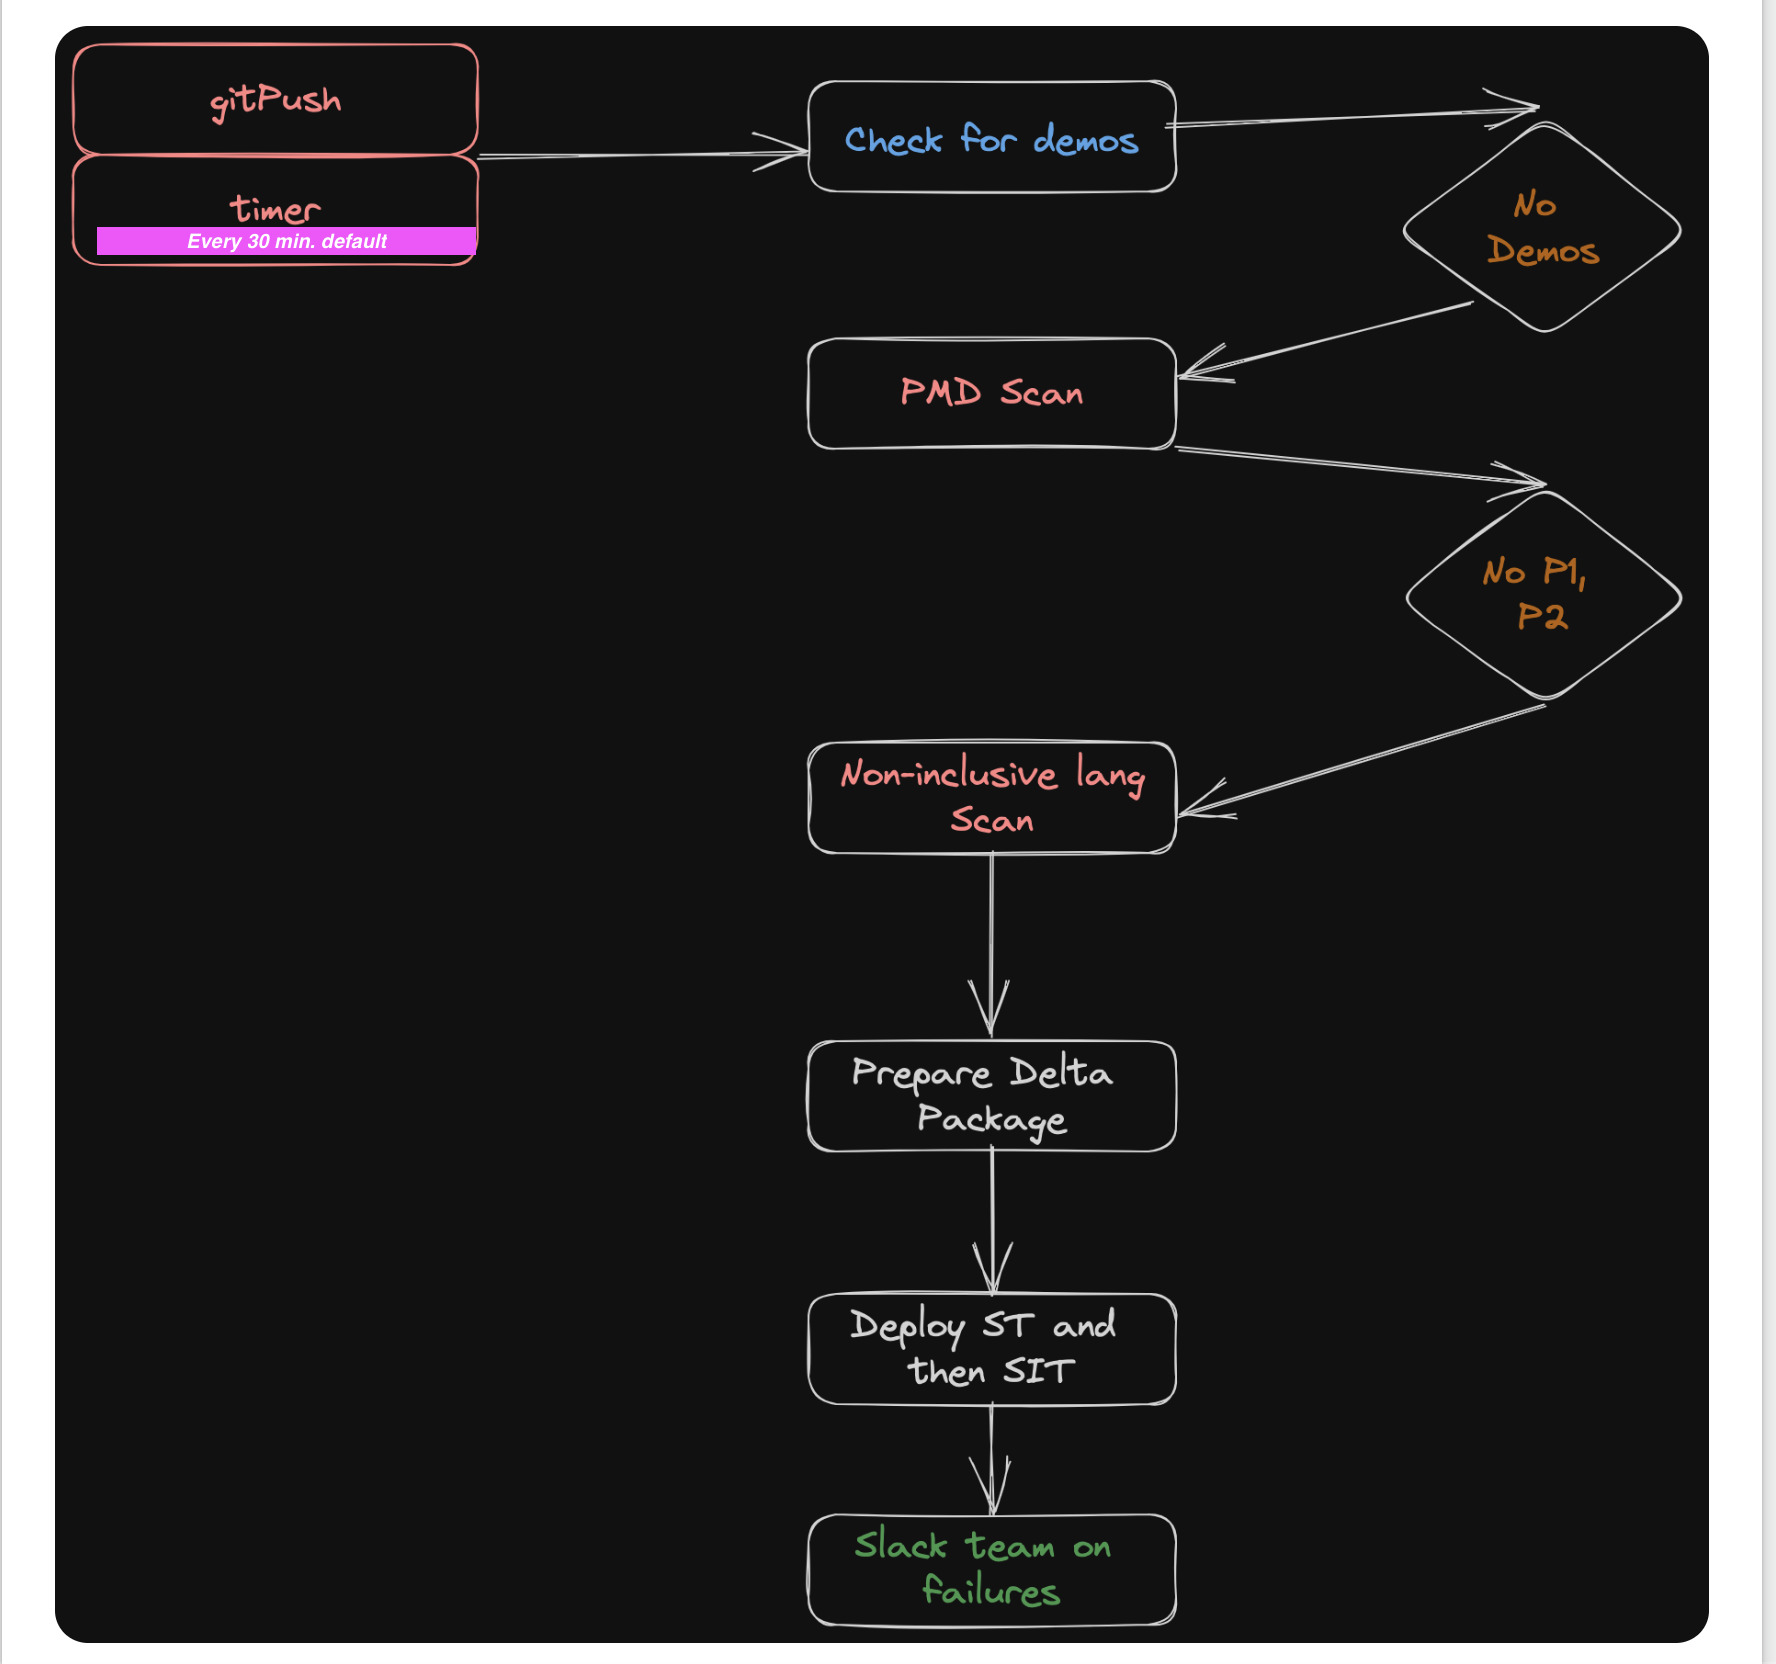 gitPush
timer
Every 30 min. default
Check for demos
No
Demos
PMD Scan
No P1,
P2
Non-inclusive lang
Scan
Prepare Delta
Package
Deploy ST and
then SIT
Slack team on
failures